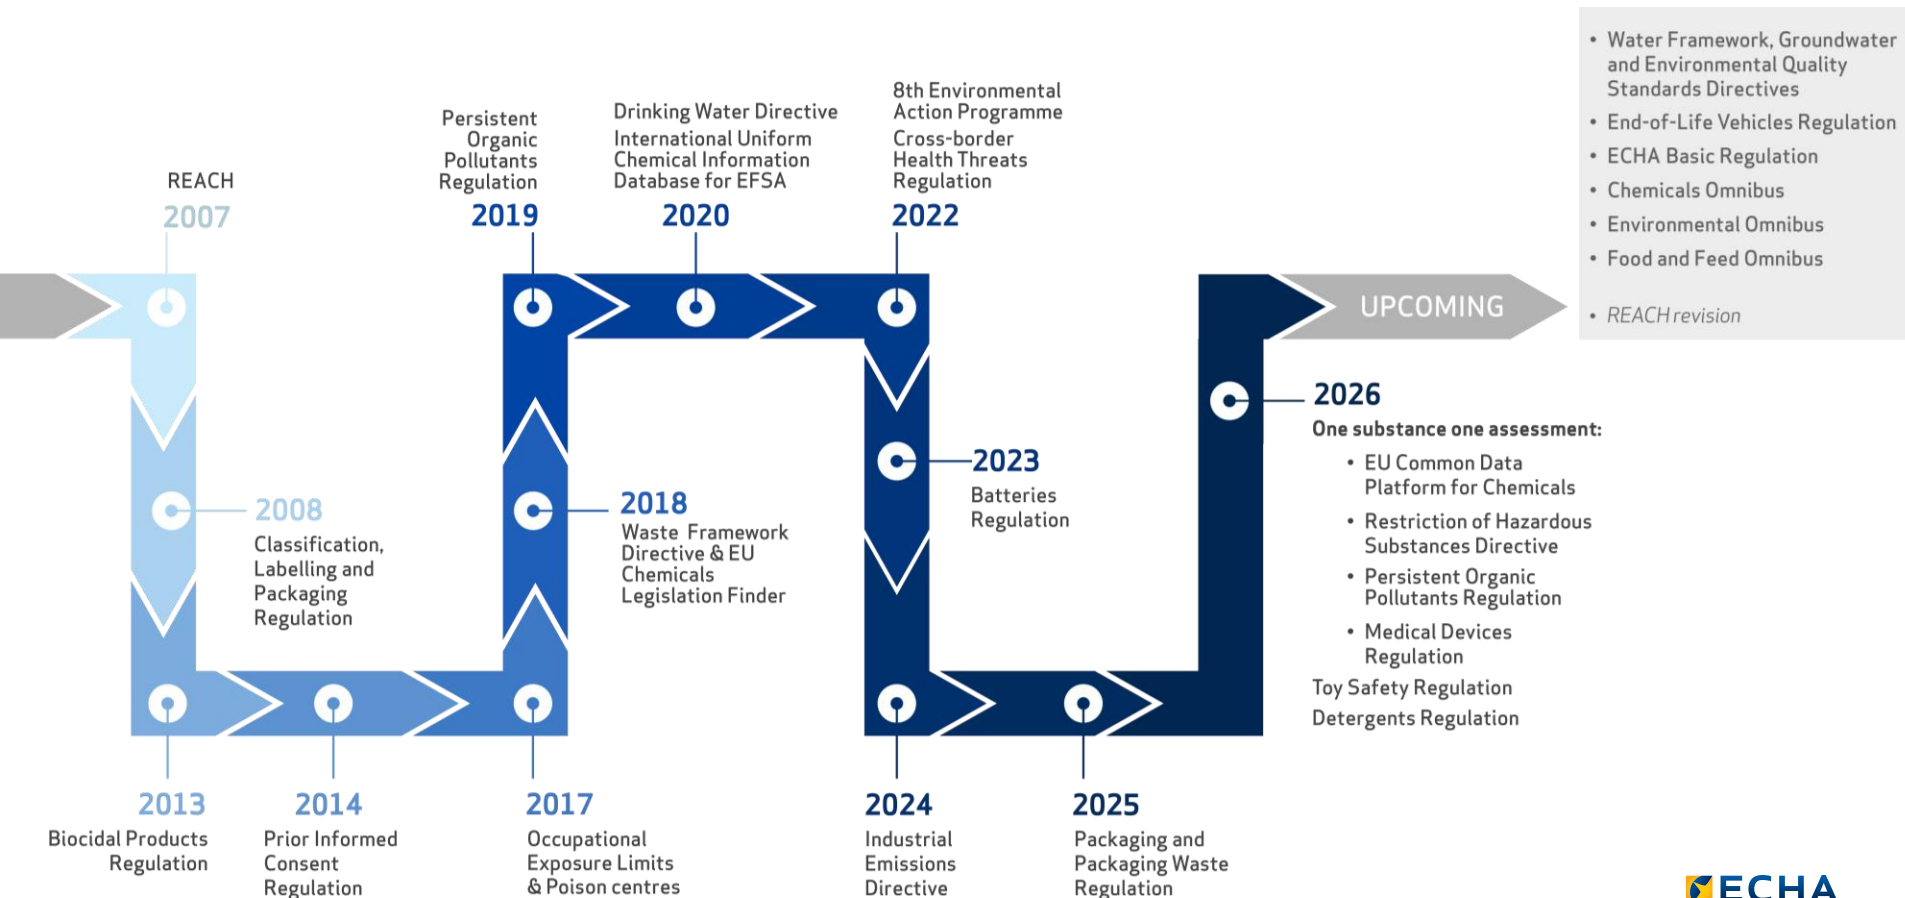 REACH
2007
2008
Classification,
Labelling and
Packaging
Regulation
2013
Biocidal Products
Regulation
2014
Prior Informed
Consent
Regulation
2017
Occupational
Exposure Limits
& Poison centres
2018
Waste Framework
Directive & EU
Chemicals
Legislation Finder
Persistent
Organic
Pollutants
Regulation
2019
Drinking Water Directive
International Uniform
Chemical Information
Database for EFSA
2020
8th Environmental
Action Programme
Cross-border
Health Threats
Regulation
2022
2023
Batteries
Regulation
2024
Industrial
Emissions
Directive
2025
Packaging and
Packaging Waste
Regulation
2026
One substance one assessment:
• EU Common Data
Platform for Chemicals
• Restriction of Hazardous
Substances Directive
• Persistent Organic
Pollutants Regulation
• Medical Devices
Regulation
Toy Safety Regulation
Detergents Regulation
UPCOMING
• Water Framework, Groundwater
and Environmental Quality
Standards Directives
• End-of-Life Vehicles Regulation
• ECHA Basic Regulation
• Chemicals Omnibus
• Environmental Omnibus
• Food and Feed Omnibus
• REACH revision
ECHA